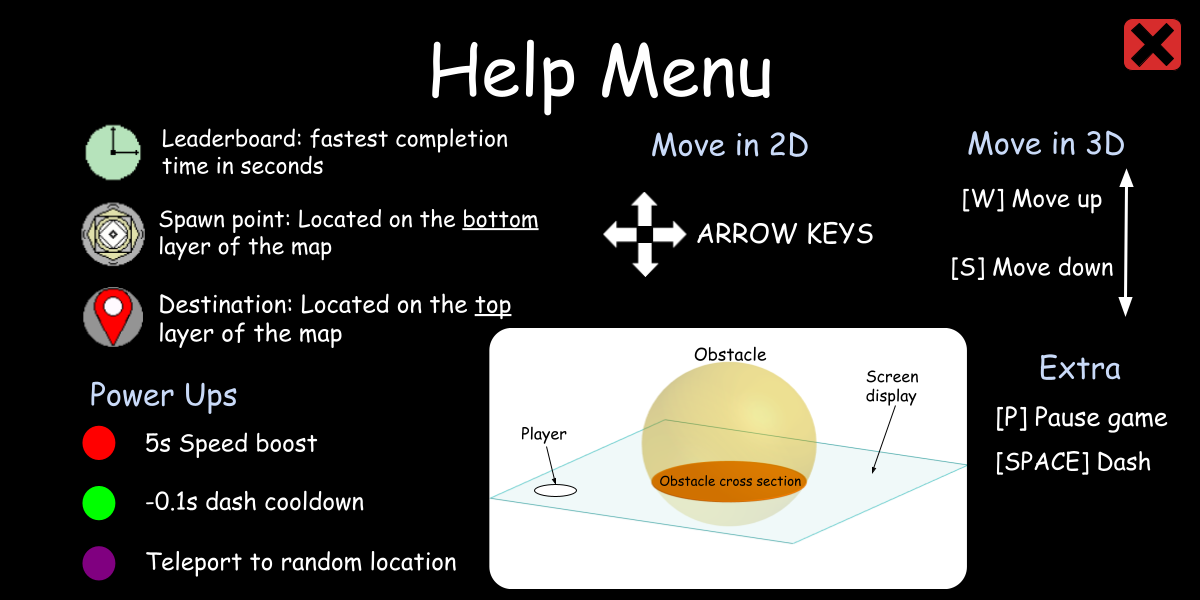 Help Menu
Leaderboard: fastest completion
time in seconds
Spawn point: Located on the bottom
layer of the map
Destination: Located on the top
layer of the map
Power Ups
5s Speed boost
-0.1s dash cooldown
Teleport to random location
Move in 2D
ARROW KEYS
Move in 3D
[W] Move up
[S] Move down
Obstacle
Screen
display
Player
Obstacle cross section
Extra
[P] Pause game
[SPACE] Dash